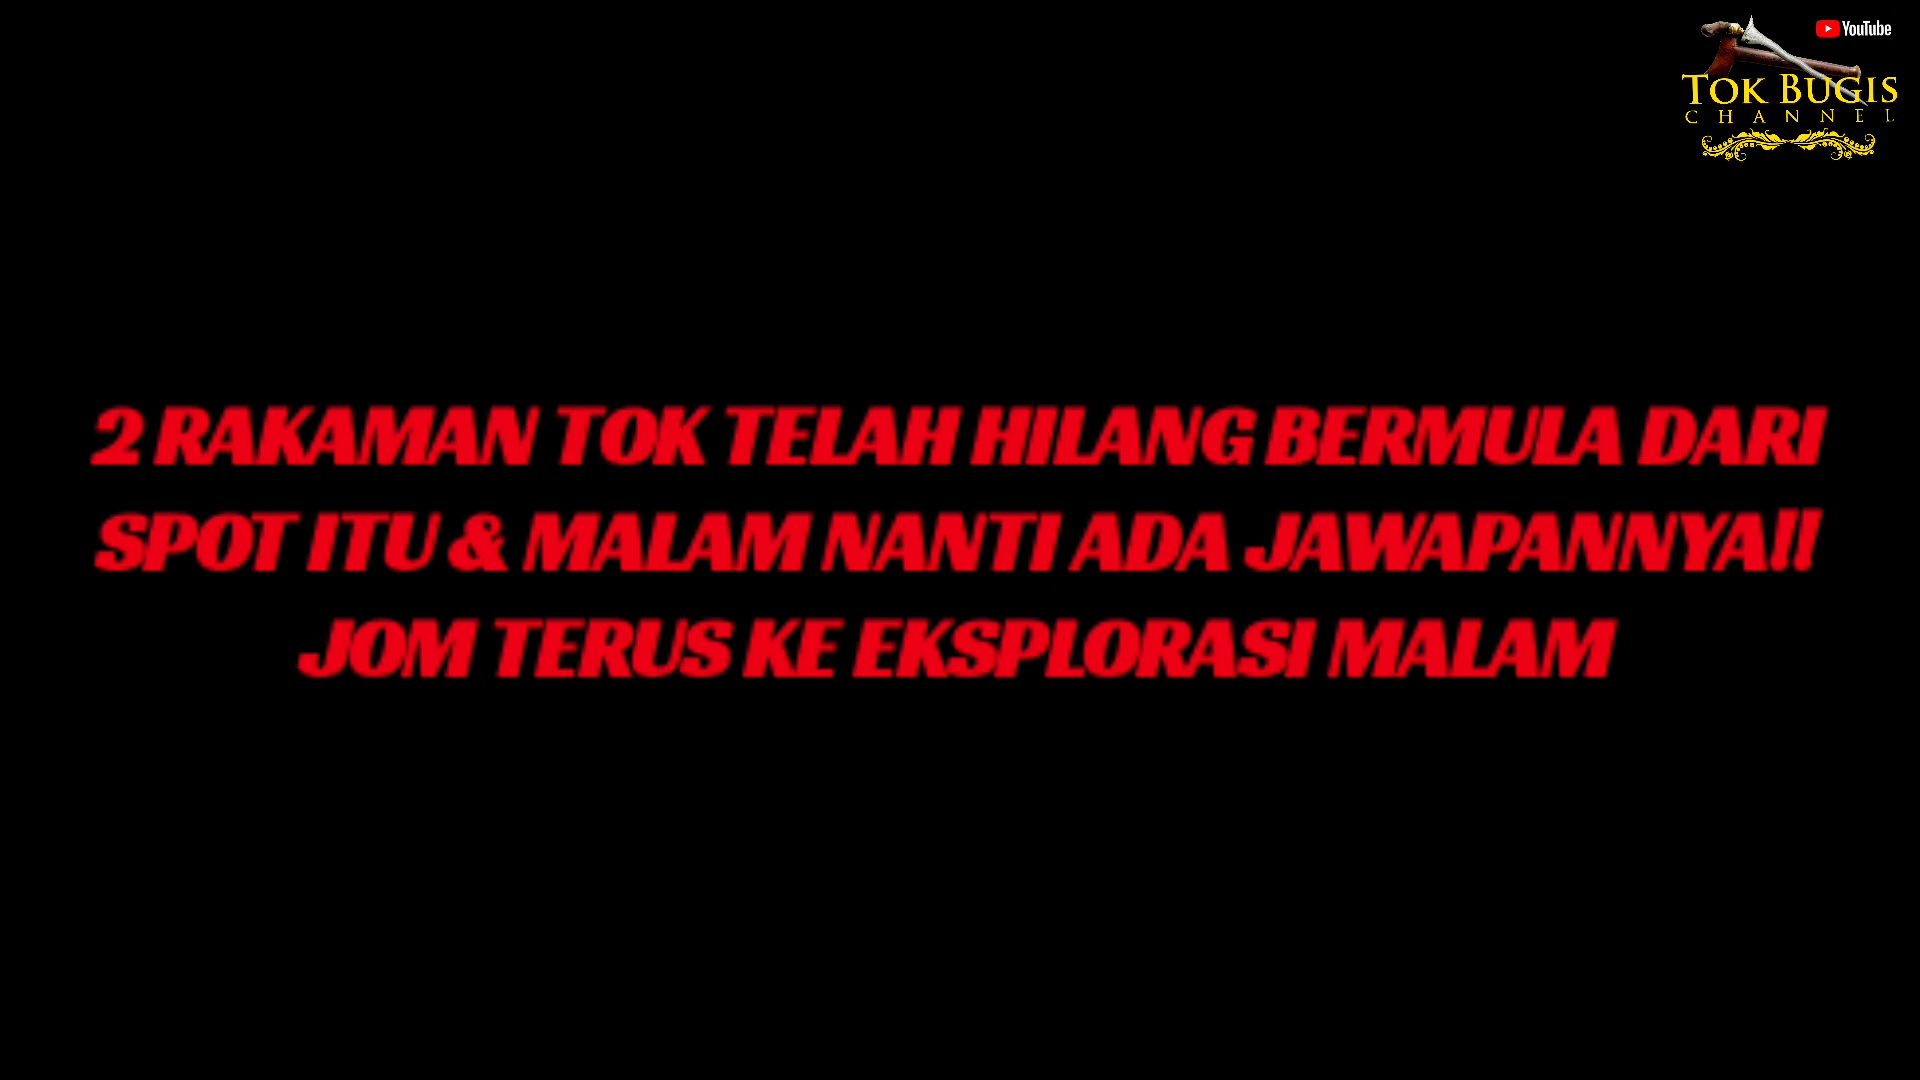 YouTube
TOK BUGIS
CHANNEL
2 RAKAMAN TOK TELAH HILANG BERMULA DARI
SPOT ITU & MALAM NANTI ADA JAWAPANNYA!!
JOM TERUS KE EKSPLORASI MALAM